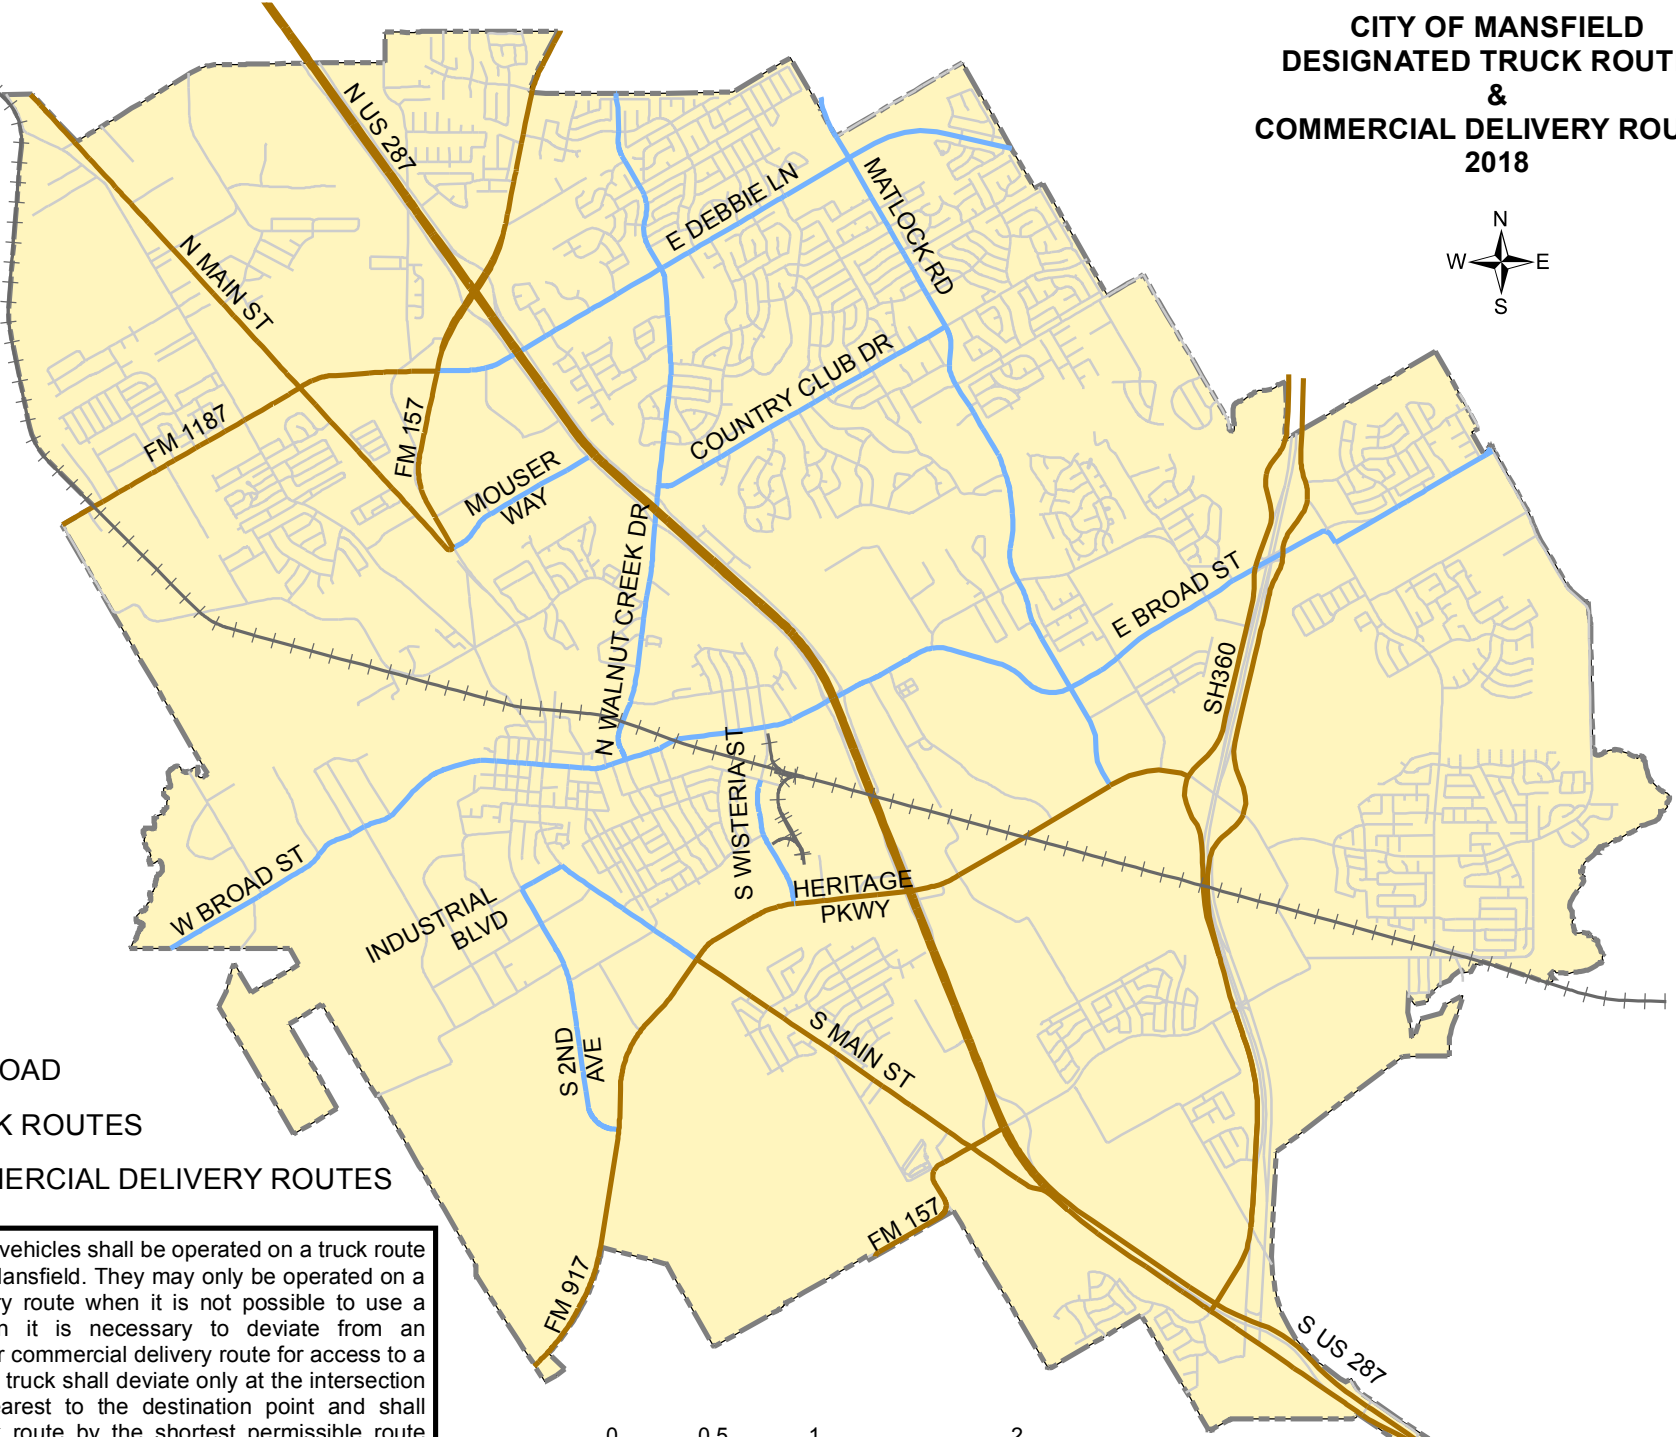 CITY OF MANSFIELD
DESIGNATED TRUCK ROUT
&
COMMERCIAL DELIVERY ROU
2018
N
W E
S
N US 287
E DEBBIE LN
MATLOCK RD
N MAIN ST
COUNTRY CLUB DR
FM 1187
FM 157
MOUSER
WAY
N WALNUT CREEK DR
E BROAD ST
SH360
S WISTERIA ST
W BROAD ST
INDUSTRIAL
BLVD
HERITAGE
PKWY
S 2ND
AVE
S MAIN ST
FM 157
FM 917
S US 287
OAD
K ROUTES
MERCIAL DELIVERY ROUTES
vehicles shall be operated on a truck route
Mansfield. They may only be operated on a
ry route when it is not possible to use a
n it is necessary to deviate from an
r commercial delivery route for access to a
truck shall deviate only at the intersection
earest to the destination point and shall
route by the shortest permissible route
0 0.5 1 2